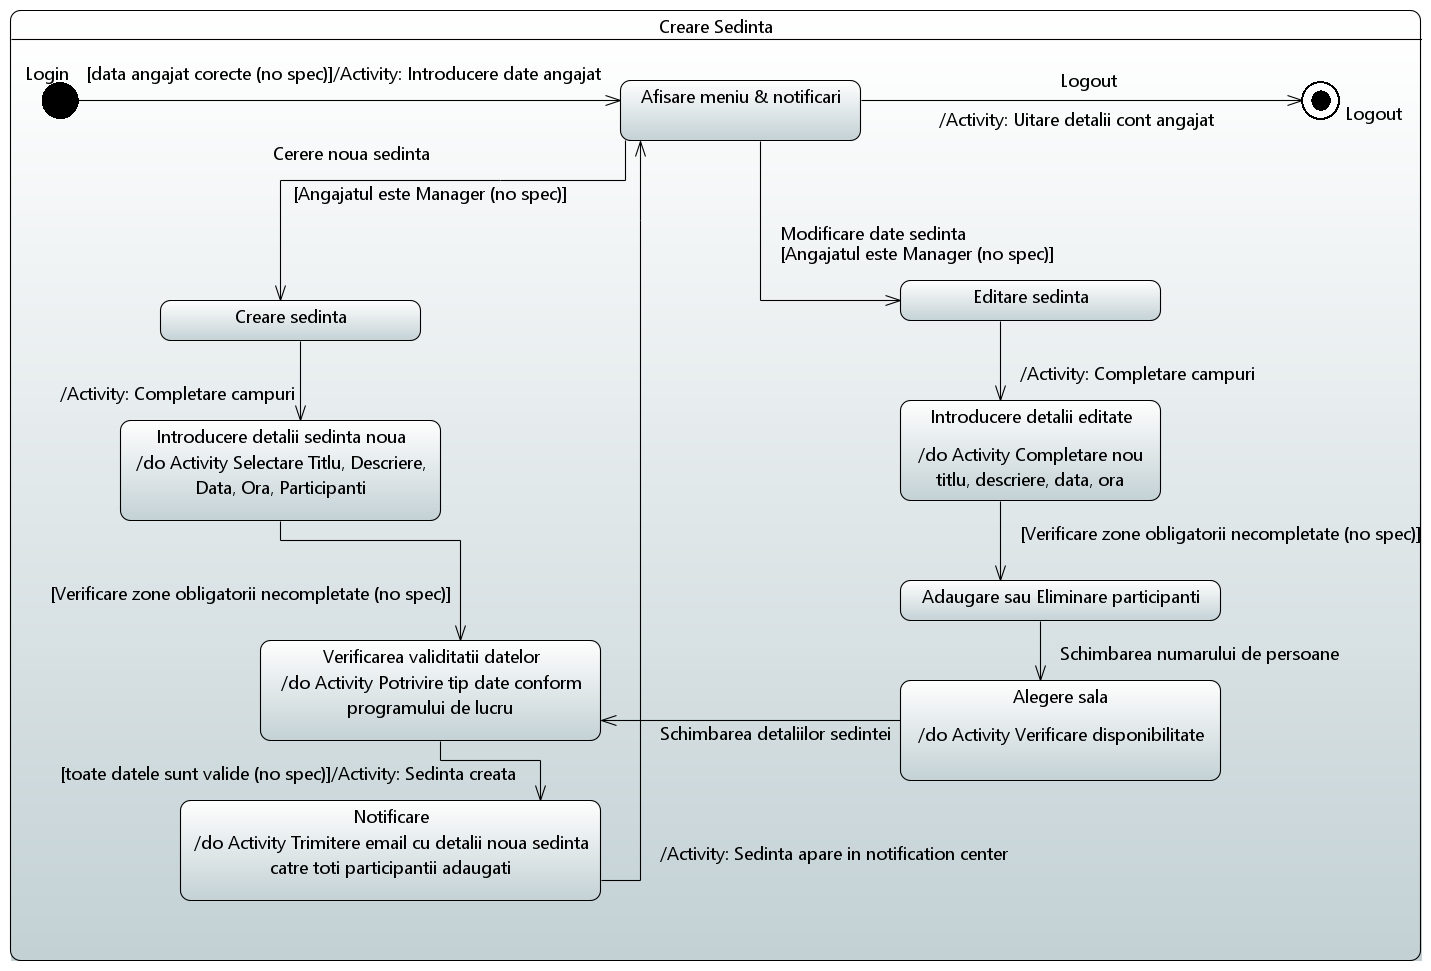 Creare Sedinta
Login
[data angajat corecte (no spec)]/Activity: Introducere date angajat
Afisare meniu & notificari
Logout
/Activity: Uitare detalii cont angajat
Logout
Cerere noua sedinta
[Angajatul este Manager (no spec)]
Modificare date sedinta
[Angajatul este Manager (no spec)]
Creare sedinta
Editare sedinta
/Activity: Completare campuri
/Activity: Completare campuri
Introducere detalii sedinta noua
/do Activity Selectare Titlu, Descriere,
Data, Ora, Participanti
Introducere detalii editate
/do Activity Completare nou
titlu, descriere, data, ora
[Verificare zone obligatorii necompletate (no spec)]
[Verificare zone obligatorii necompletate (no spec)]
Adaugare sau Eliminare participanti
Schimbarea numarului de persoane
Verificarea validitatii datelor
/do Activity Potrivire tip date conform
programului de lucru
Alegere sala
/do Activity Verificare disponibilitate
Schimbarea detaliilor sedintei
[toate datele sunt valide (no spec)]/Activity: Sedinta creata
Notificare
/do Activity Trimitere email cu detalii noua sedinta
catre toti participantii adaugati
/Activity: Sedinta apare in notification center